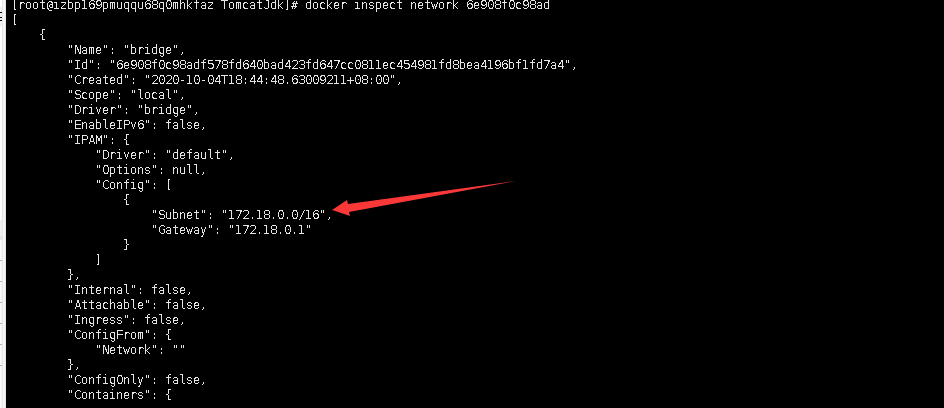 [root@izbp169pmuqqu68q0mhkfaz TomcatJdk]# docker inspect network 6e908f0c98ad
[
{
"Name": "bridge",
"Id": "6e908f0c98adf578fd640bad423fd647cc0811ec454981fd8bea4196bf1fd7a4",
"Created": "2020-10-04T18:44:48.63009211+08:00",
"Scope": "local",
"Driver": "bridge",
"EnableIPv6": false,
"IPAM": {
"Driver": "default",
"Options": null,
"Config": [
{
"Subnet": "172.18.0.0/16",
"Gateway": "172.18.0.1"
}
]
},
"Internal": false,
"Attachable": false,
"Ingress": false,
"ConfigFrom": {
"Network": ""
},
"ConfigOnly": false,
"Containers": {